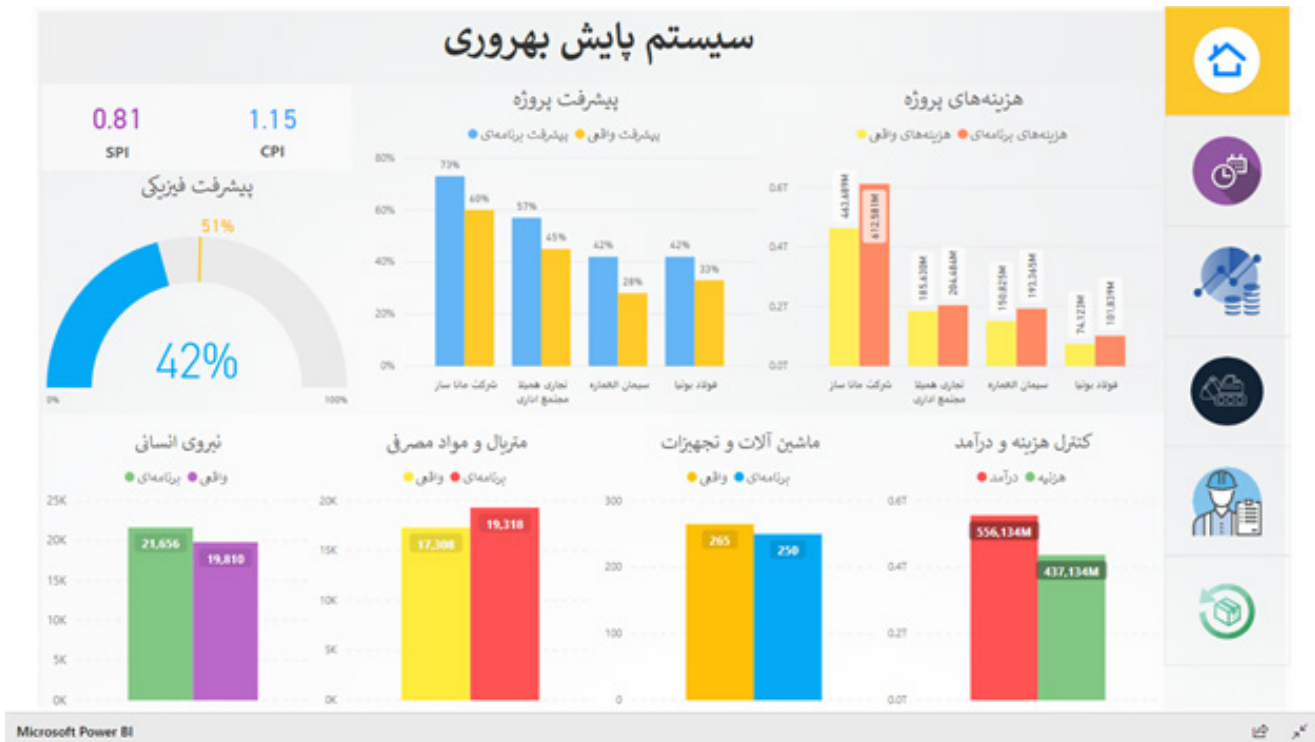 سیستم پایش بهروری
0.81
SPI
1.15
CPI
پیشرفت فیزیکی
51%
42%
0%
100%
پیشرفت پروژه
پیشرفت برنامه‌ای پیشرفت واقعی
80%
60%
40%
20%
0%
73%
60%
57%
45%
42%
28%
42%
33%
شرکت مانا ساز
تجاری همیلا
مجتمع اداری
سیمان الغماره
فولاد بوتیا
هزینه‌های پروژه
هزینه‌های واقعی هزینه‌های برنامه‌ای
0.6T
0.4T
0.2T
0.0T
612.581M
185,630M
204,484M
150,825M
193,365M
74,123M
101,839M
شرکت مانا ساز
تجاری همیلا
مجتمع اداری
سیمان الغماره
فولاد بوتیا
نیروی انسانی
برنامه‌ای واقعی
25K
20K
15K
10K
5K
0K
21,656
19,810
متریال و مواد مصرفی
واقعی برنامه‌ای
20K
15K
10K
5K
0K
17,308
19,318
ماشین آلات و تجهیزات
واقعی برنامه‌ای
300
200
100
0
265
250
کنترل هزینه و درآمد
درآمد هزینه
0.6T
0.4T
0.2T
0.0T
556,134M
437,134M
Microsoft Power BI